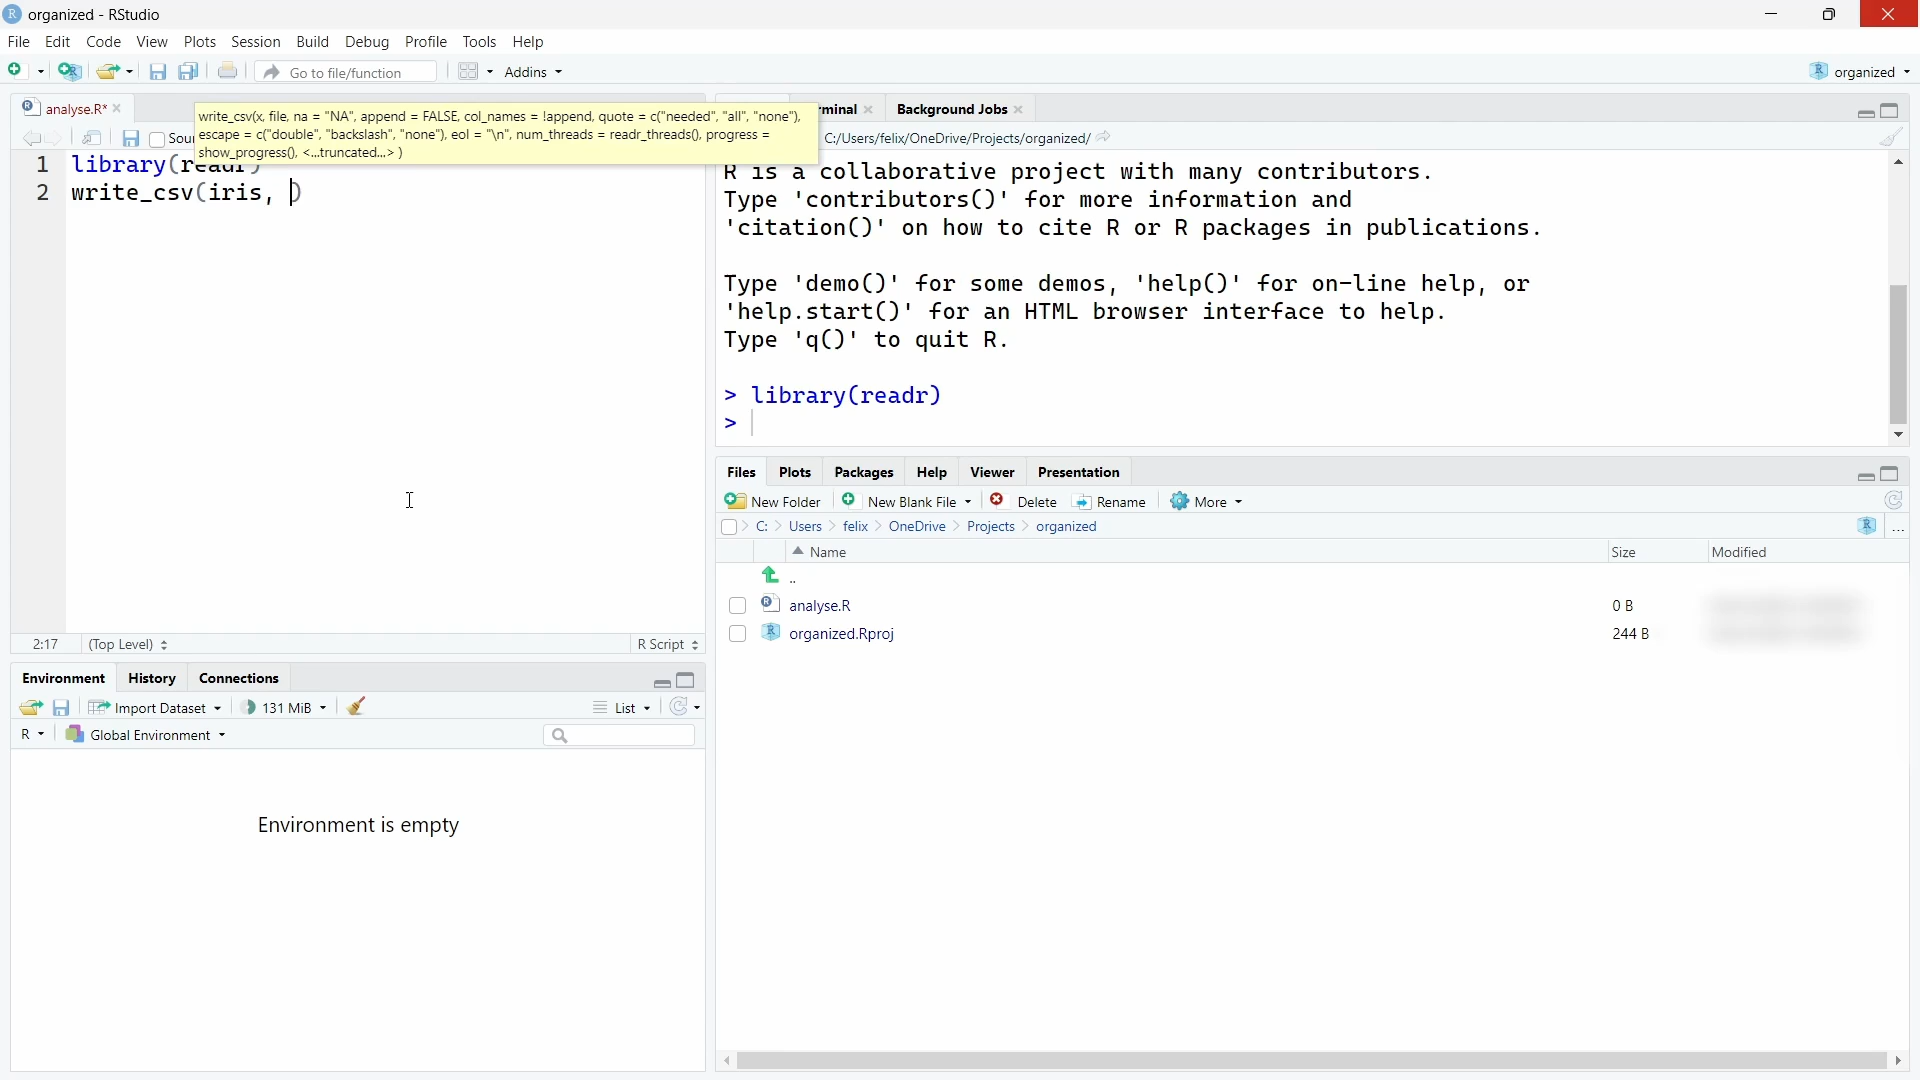 organized - RStudio
File Edit Code View Plots Session Build Debug Profile Tools Help
Go to file/function Addins organized
analyse.R* rminal Background Jobs
write_csv(x, file, na = "NA", append = FALSE, col_names = !append, quote = c("needed", "all", "none"),
escape = c("double", "backslash", "none"), eol = "\n", num_threads = readr_threads(), progress =
show_progress(), <...truncated...> )
Sou C:/Users/felix/OneDrive/Projects/organized/
1 library(readr)
2 write_csv(iris, )
R is a collaborative project with many contributors.
Type 'contributors()' for more information and
'citation()' on how to cite R or R packages in publications.
Type 'demo()' for some demos, 'help()' for on-line help, or
'help.start()' for an HTML browser interface to help.
Type 'q()' to quit R.
> library(readr)
>
2:17 (Top Level) R Script
Files Plots Packages Help Viewer Presentation
New Folder New Blank File Delete Rename More
C: Users felix OneDrive Projects organized ...
Name Size Modified
..
analyse.R 0 B
organized.Rproj 244 B
Environment History Connections
Import Dataset 131 MiB List
R Global Environment
Environment is empty